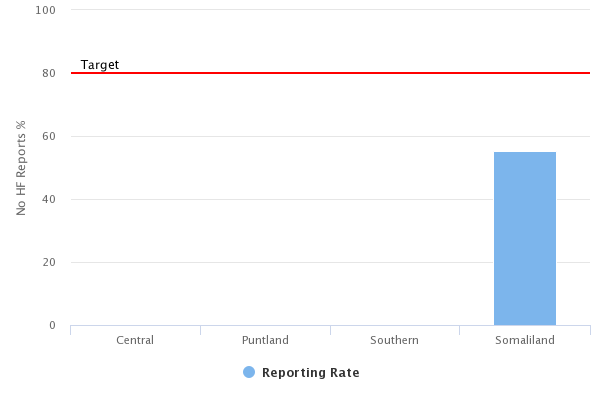 100
Target
80
60
40
20
0
No HF Reports %
Central Puntland Southern Somaliland
Reporting Rate